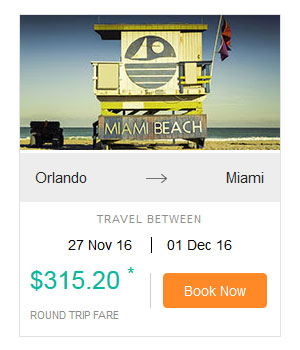 MIAMI BEACH
Orlando → Miami
TRAVEL BETWEEN
27 Nov 16 | 01 Dec 16
$315.20 *
Book Now
ROUND TRIP FARE